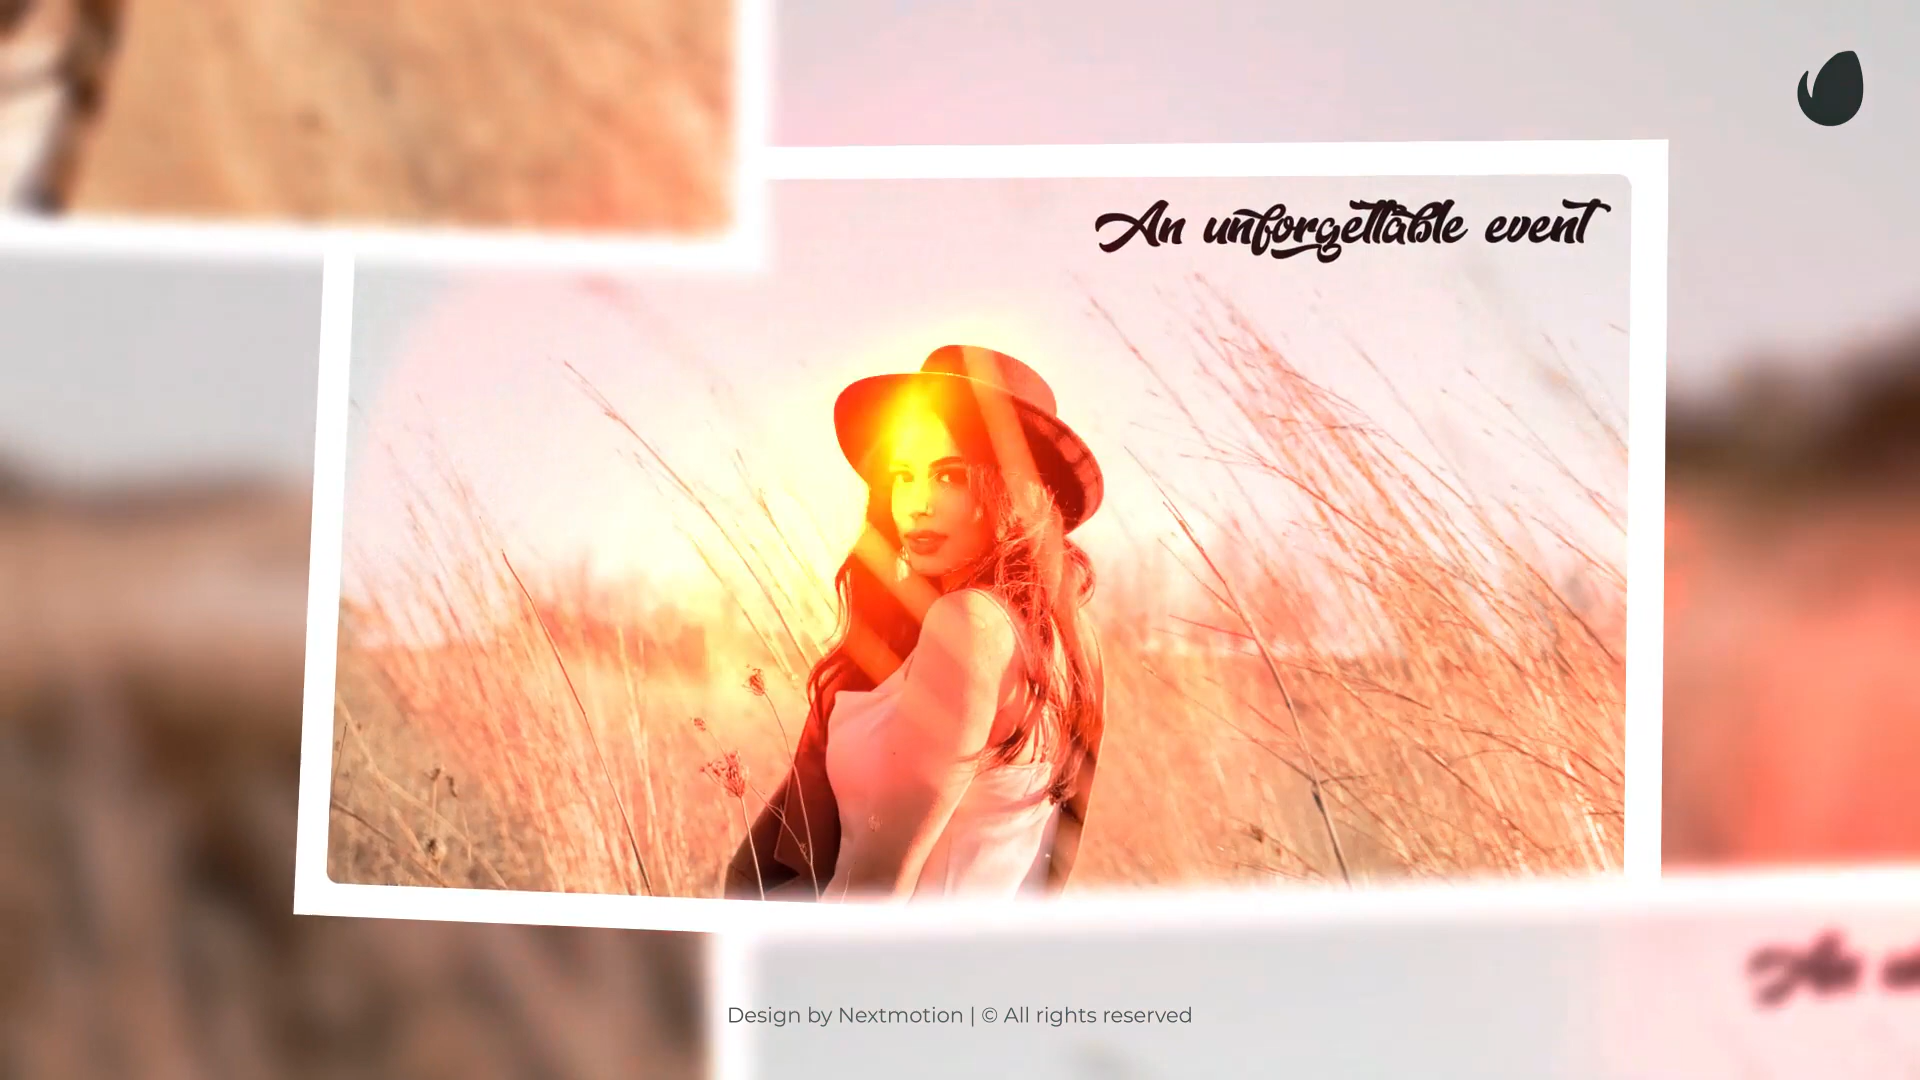 An unforgettable event
Design by Nextmotion | © All rights reserved